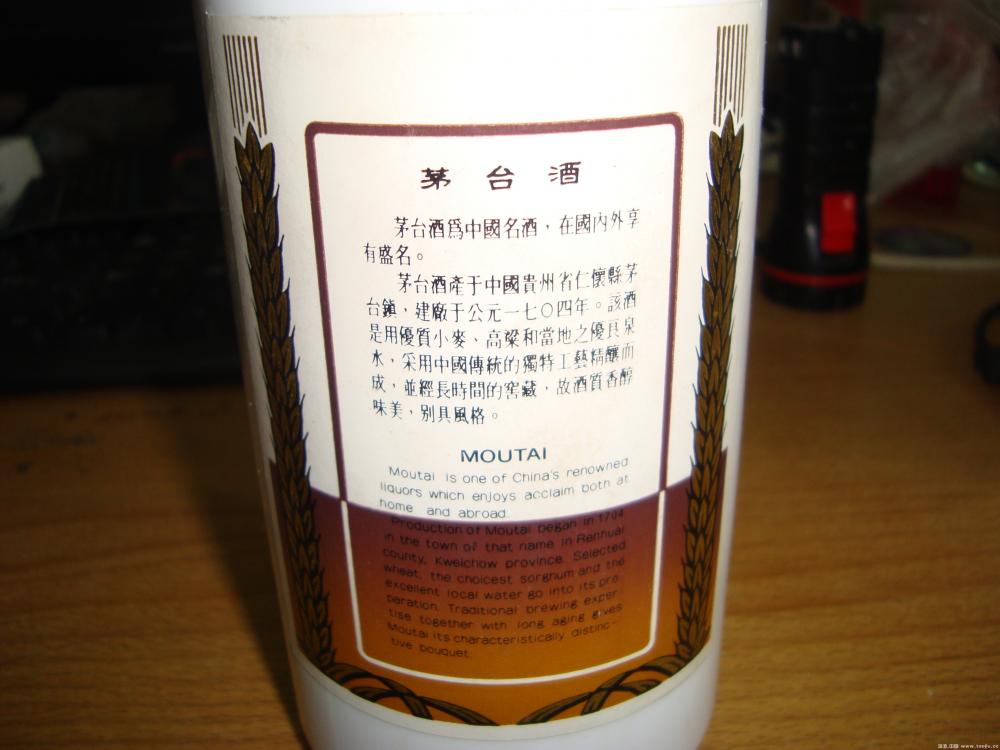 茅台酒
茅台酒爲中國名酒，在國內外享
有盛名。
茅台酒產于中國貴州省仁懷縣茅
台鎮，建廠于公元一七〇四年。該酒
是用優質小麥、高粱和當地之優良泉
水，采用中國傳統的獨特工藝精釀而
成，並經長時間的窖藏，故酒質香醇
味美，別具風格。
MOUTAI
Moutai is one of China's renowned
liquors which enjoys acclaim both at
home and abroad.
Production of Moutai began in 1704
in the town of that name in Renhuai
county, Kweichow province. Selected
wheat, the choicest sorghum and the
excellent local water go into its pre-
paration. Traditional brewing exper-
tise together with long aging gives
Moutai its characteristically distinc-
tive bouquet.